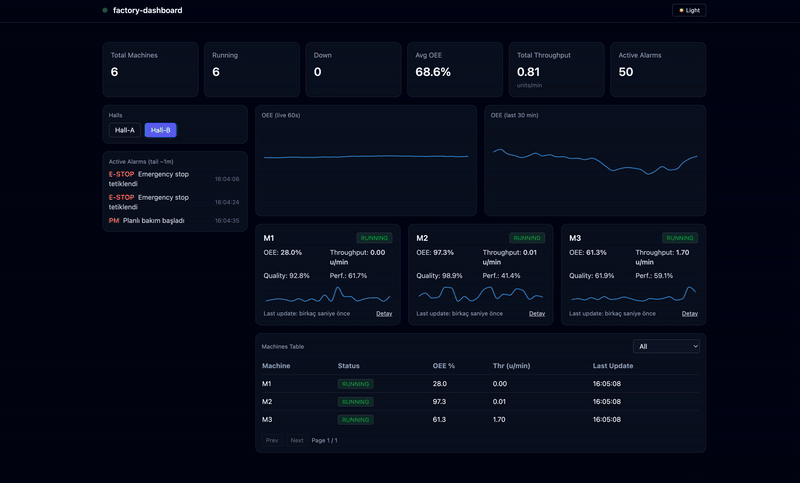 factory-dashboard
Light
Total Machines
6
Running
6
Down
0
Avg OEE
68.6%
Total Throughput
0.81
units/min
Active Alarms
50
Halls
Hall-A
Hall-B
Active Alarms (tail ~1m)
E-STOP Emergency stop
tetiklendi
16:04:06
E-STOP Emergency stop
tetiklendi
16:04:24
PM Planlı bakım başladı
16:04:35
OEE (live 60s)
OEE (last 30 min)
M1
RUNNING
OEE: 28.0%
Throughput: 0.00
u/min
Quality: 92.8%
Perf.: 61.7%
Last update: birkaç saniye önce
Detay
M2
RUNNING
OEE: 97.3%
Throughput: 0.01
u/min
Quality: 98.9%
Perf.: 41.4%
Last update: birkaç saniye önce
Detay
M3
RUNNING
OEE: 61.3%
Throughput: 1.70
u/min
Quality: 61.9%
Perf.: 59.1%
Last update: birkaç saniye önce
Detay
Machines Table
All
Machine Status OEE % Thr (u/min) Last Update
M1 RUNNING 28.0 0.00 16:05:08
M2 RUNNING 97.3 0.01 16:05:08
M3 RUNNING 61.3 1.70 16:05:08
Prev Next Page 1 / 1